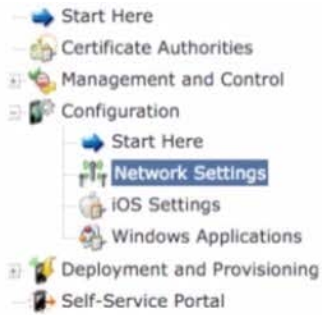 Start Here
Certificate Authorities
Management and Control
Configuration
Start Here
Network Settings
iOS Settings
Windows Applications
Deployment and Provisioning
Self-Service Portal